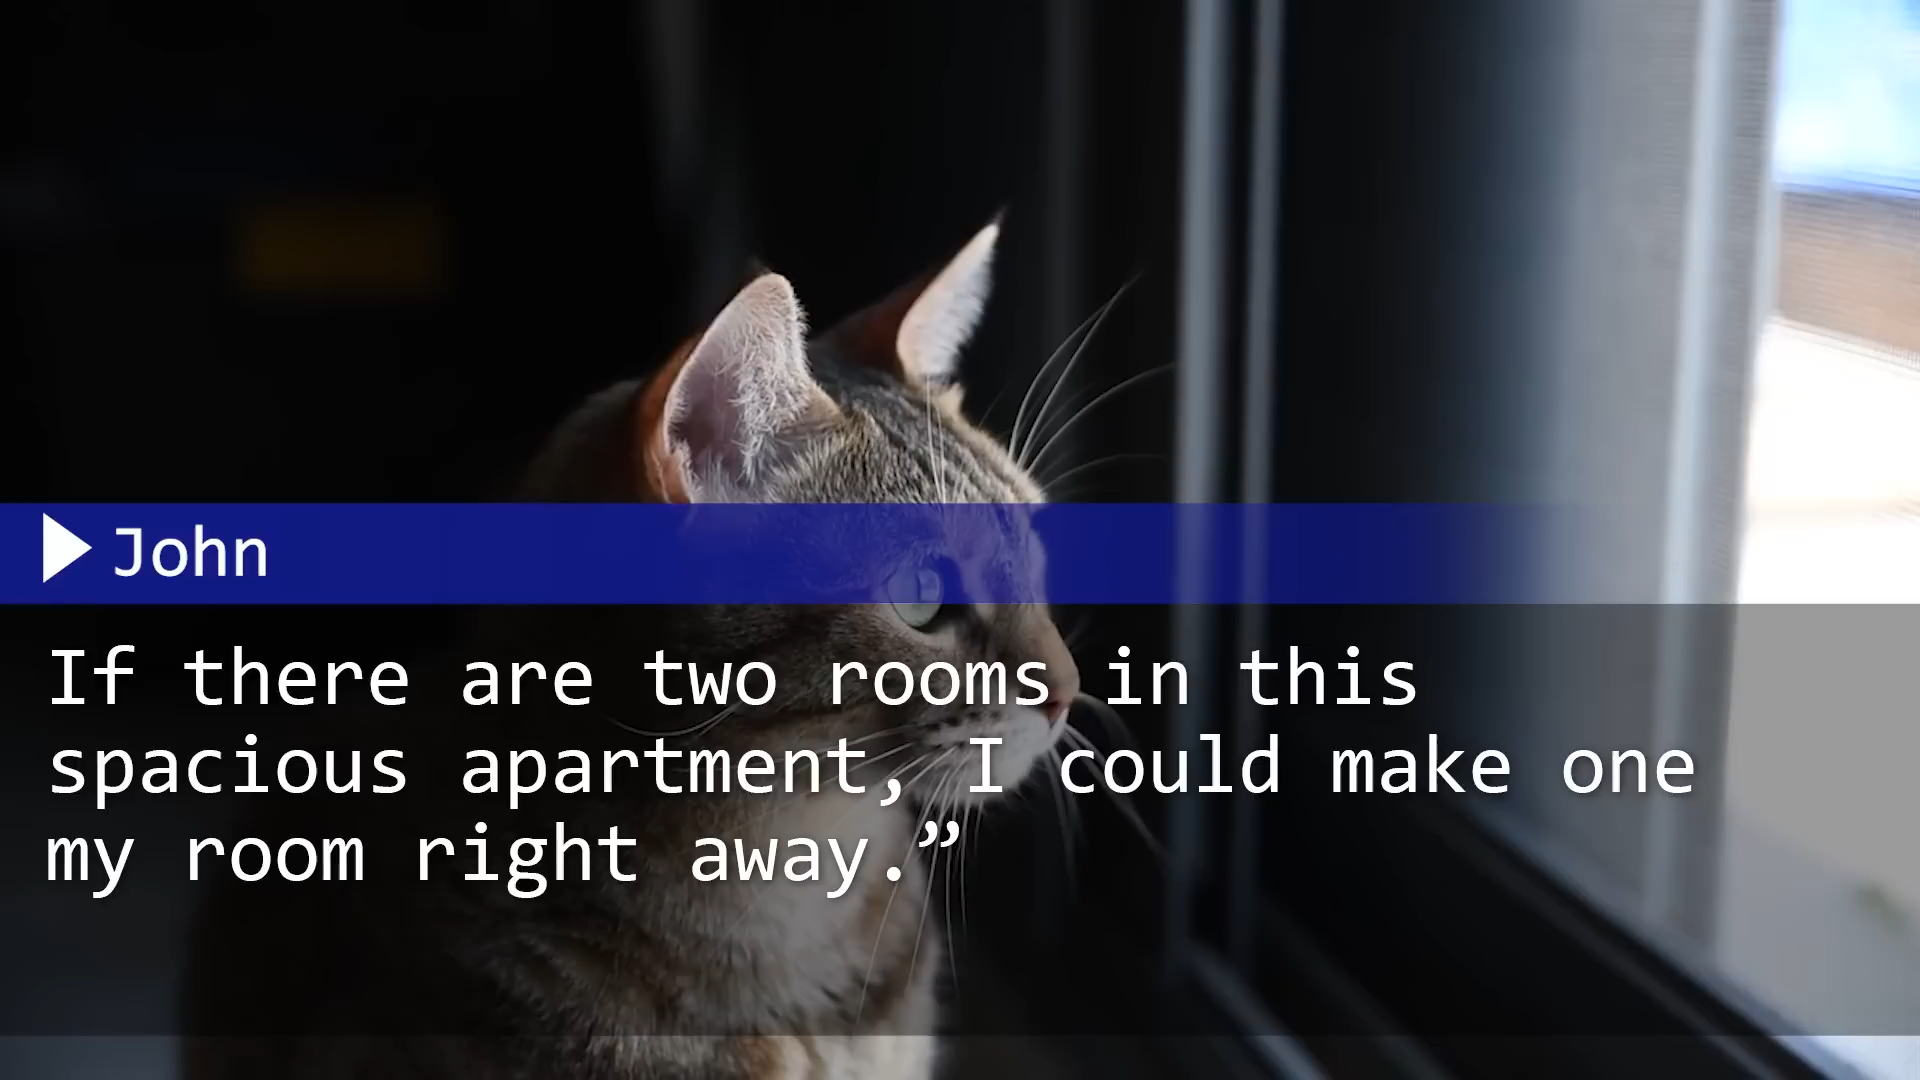 John
If there are two rooms in this
spacious apartment, I could make one
my room right away.”